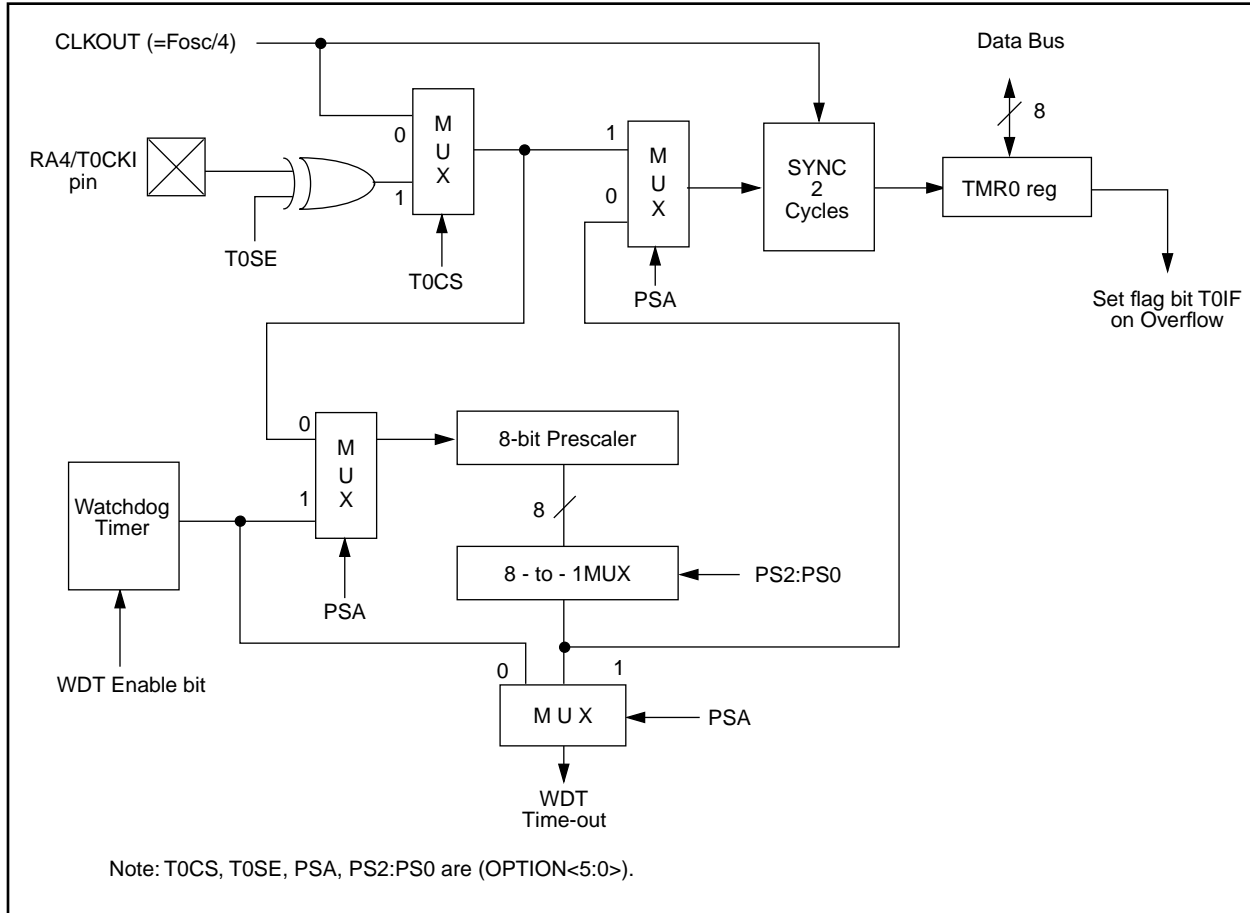 CLKOUT (=Fosc/4)
Data Bus
8
M
U
X
0
1
RA4/T0CKI
pin
T0SE
T0CS
1
0
M
U
X
PSA
SYNC
2
Cycles
TMR0 reg
Set flag bit T0IF
on Overflow
0
1
M
U
X
PSA
8-bit Prescaler
8
Watchdog
Timer
8 - to - 1MUX
PS2:PS0
WDT Enable bit
0
1
M U X
PSA
WDT
Time-out
Note: T0CS, T0SE, PSA, PS2:PS0 are (OPTION<5:0>).